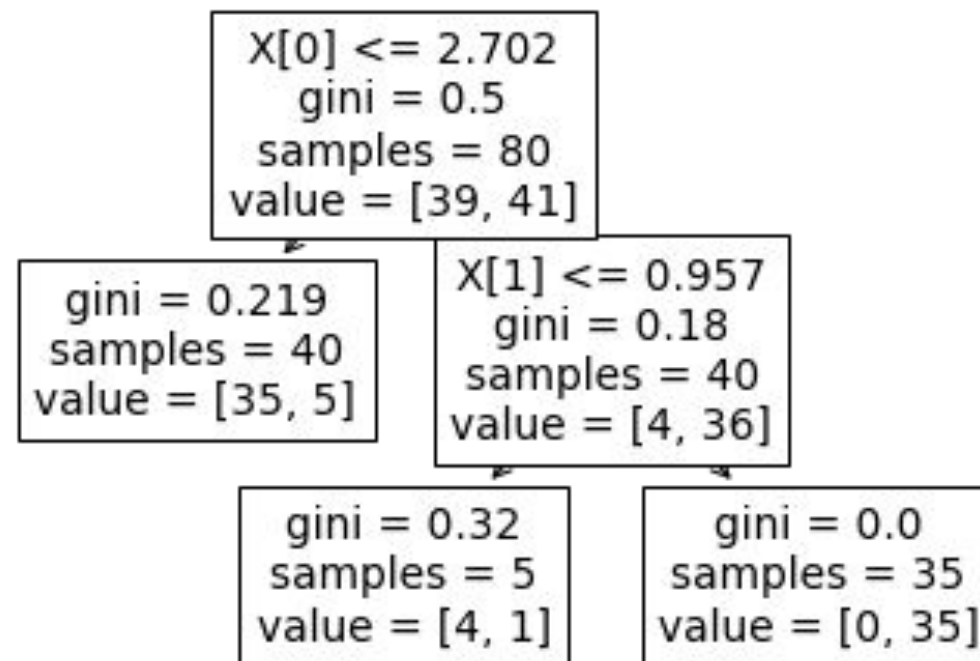 X[0] <= 2.702
gini = 0.5
samples = 80
value = [39, 41]
gini = 0.219
samples = 40
value = [35, 5]
X[1] <= 0.957
gini = 0.18
samples = 40
value = [4, 36]
gini = 0.32
samples = 5
value = [4, 1]
gini = 0.0
samples = 35
value = [0, 35]